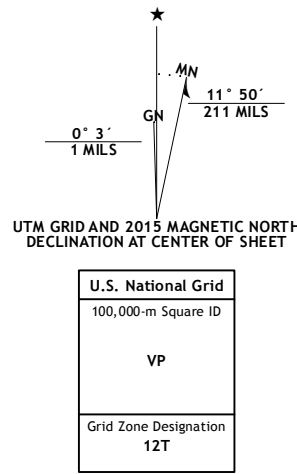 ★
MN
GN
11° 50´
211 MILS
0° 3´
1 MILS
UTM GRID AND 2015 MAGNETIC NORTH
DECLINATION AT CENTER OF SHEET
U.S. National Grid
100,000-m Square ID
VP
Grid Zone Designation
12T